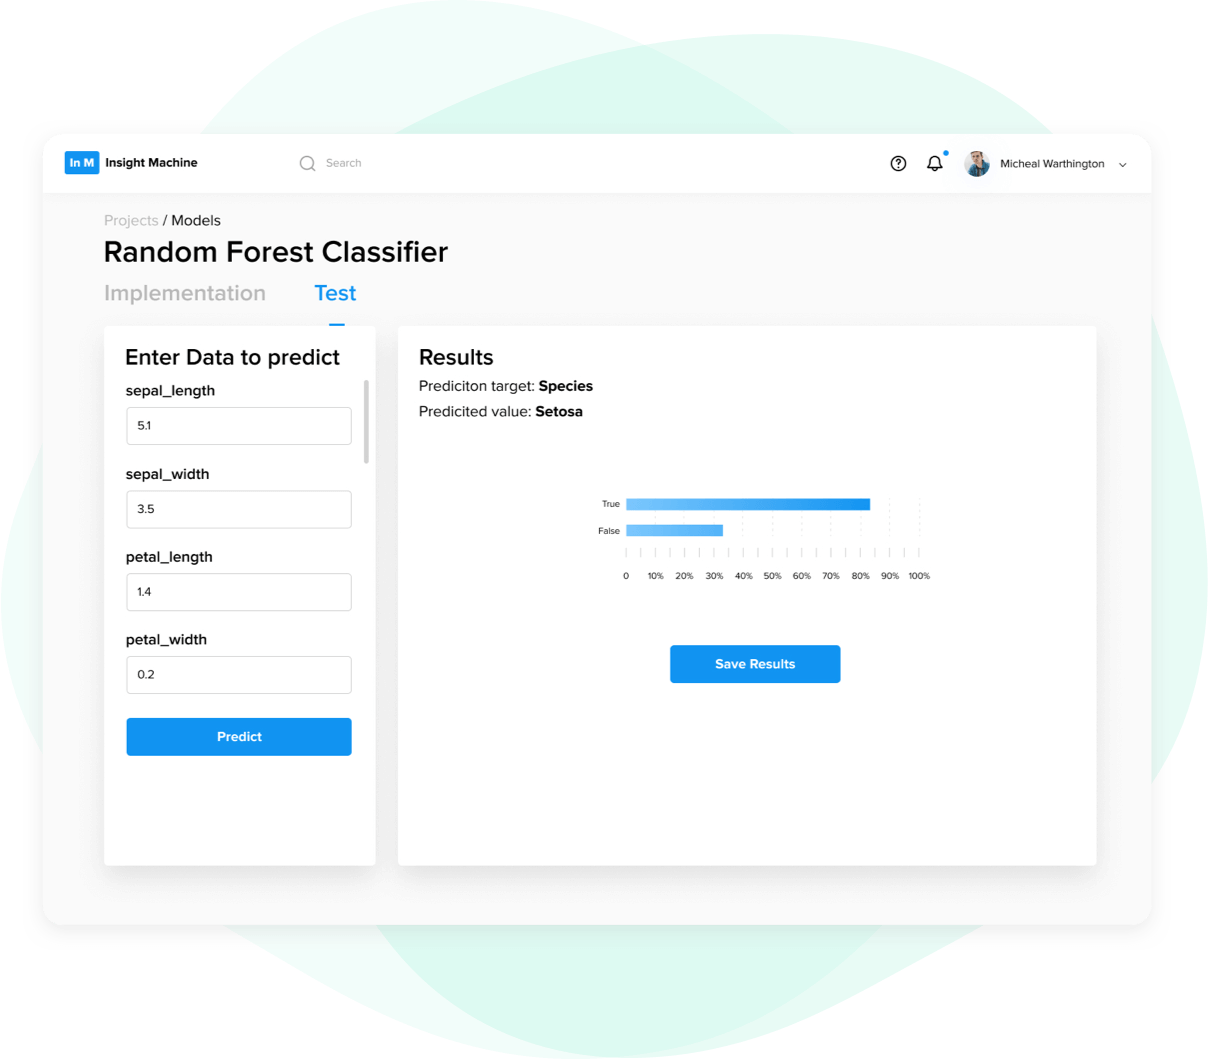 In M Insight Machine
Search
Micheal Warthington
Projects / Models
Random Forest Classifier
Implementation
Test
Enter Data to predict
sepal_length
5.1
sepal_width
3.5
petal_length
1.4
petal_width
0.2
Predict
Results
Prediciton target: Species
Predicited value: Setosa
True
False
0 10% 20% 30% 40% 50% 60% 70% 80% 90% 100%
Save Results